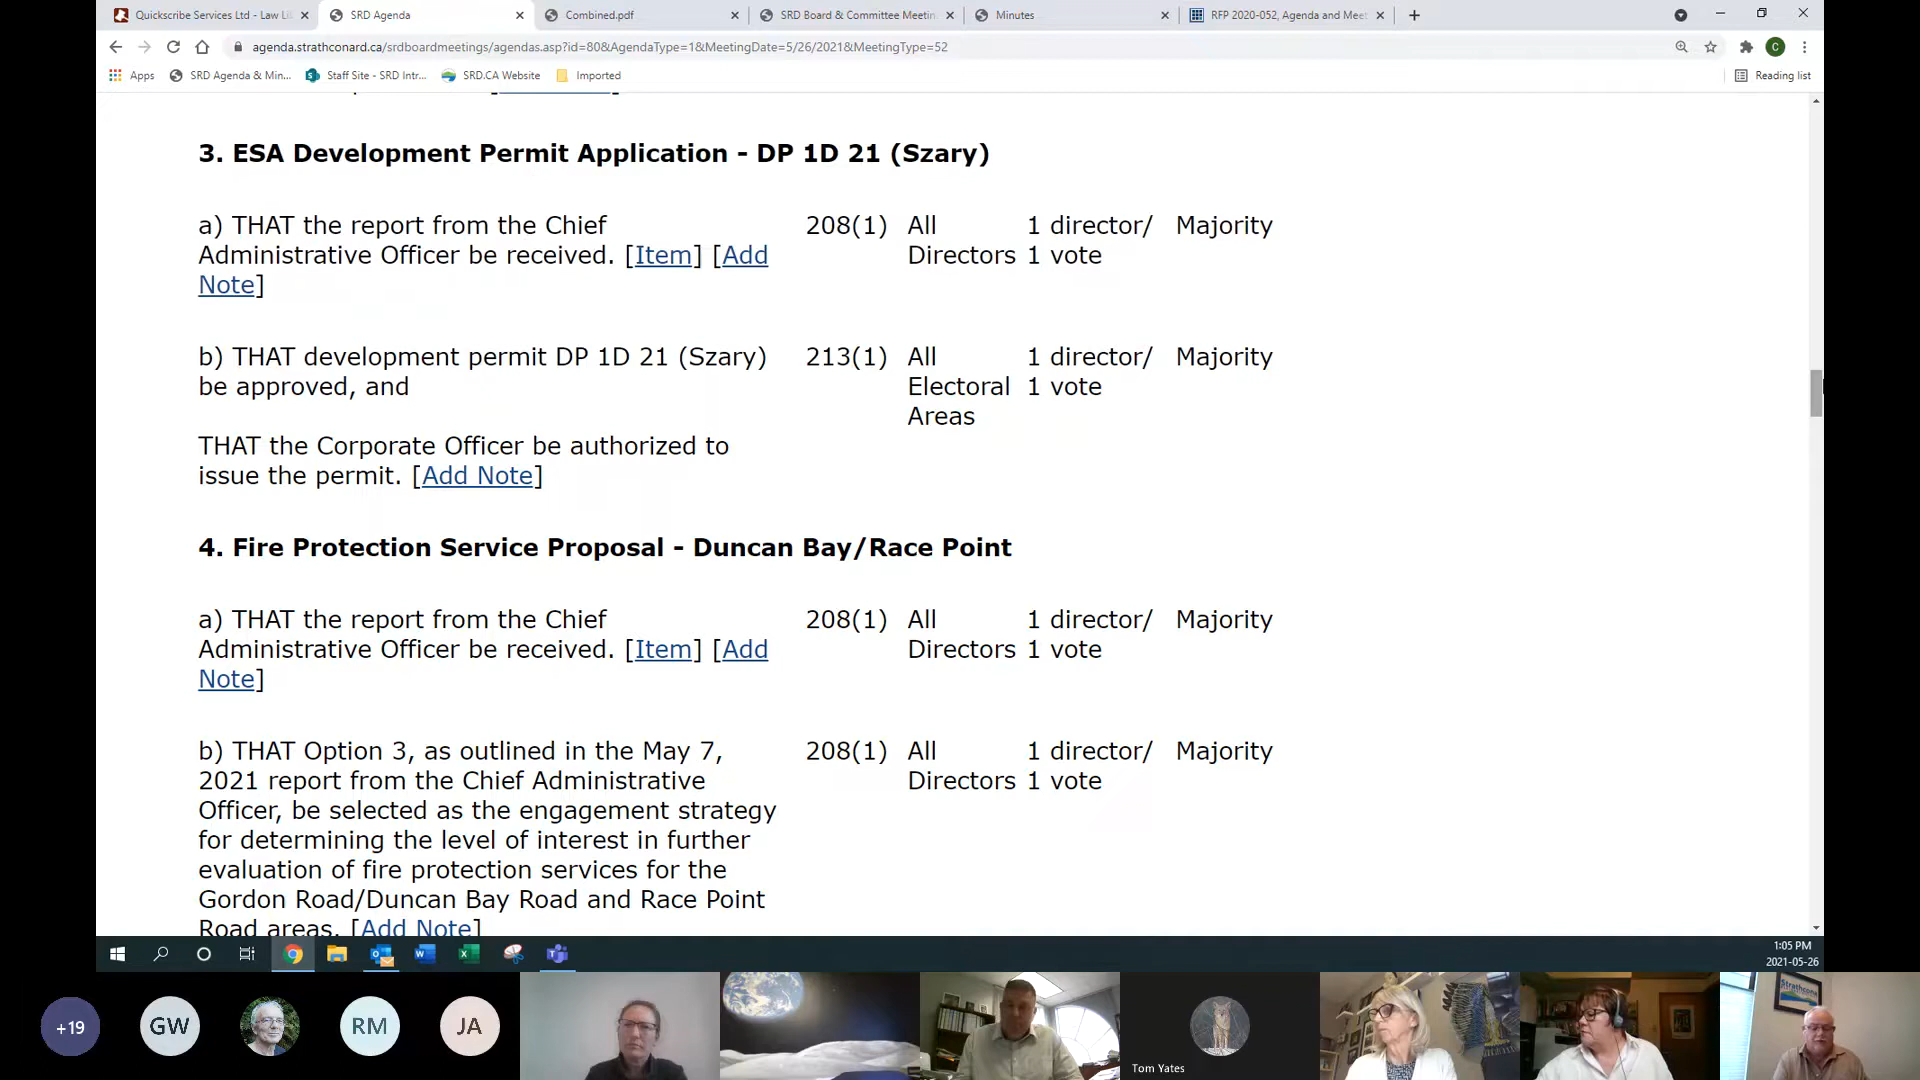 Quickscribe Services Ltd - Law Li
SRD Agenda
Combined.pdf
SRD Board & Committee Meetin
Minutes
RFP 2020-052, Agenda and Meet
agenda.strathconard.ca/srdboardmeetings/agendas.asp?id=80&AgendaType=1&MeetingDate=5/26/2021&MeetingType=52
C
Apps
SRD Agenda & Min...
Staff Site - SRD Intr...
SRD.CA Website
Imported
Reading list
3. ESA Development Permit Application - DP 1D 21 (Szary)
a) THAT the report from the Chief 208(1) All 1 director/ Majority
Administrative Officer be received. [Item] [Add Directors 1 vote
Note]
b) THAT development permit DP 1D 21 (Szary) 213(1) All 1 director/ Majority
be approved, and Electoral 1 vote
Areas
THAT the Corporate Officer be authorized to
issue the permit. [Add Note]
4. Fire Protection Service Proposal - Duncan Bay/Race Point
a) THAT the report from the Chief 208(1) All 1 director/ Majority
Administrative Officer be received. [Item] [Add Directors 1 vote
Note]
b) THAT Option 3, as outlined in the May 7, 208(1) All 1 director/ Majority
2021 report from the Chief Administrative Directors 1 vote
Officer, be selected as the engagement strategy
for determining the level of interest in further
evaluation of fire protection services for the
Gordon Road/Duncan Bay Road and Race Point
Road areas. [Add Note]
1:05 PM
2021-05-26
+19
GW
RM
JA
Tom Yates
Strathcona